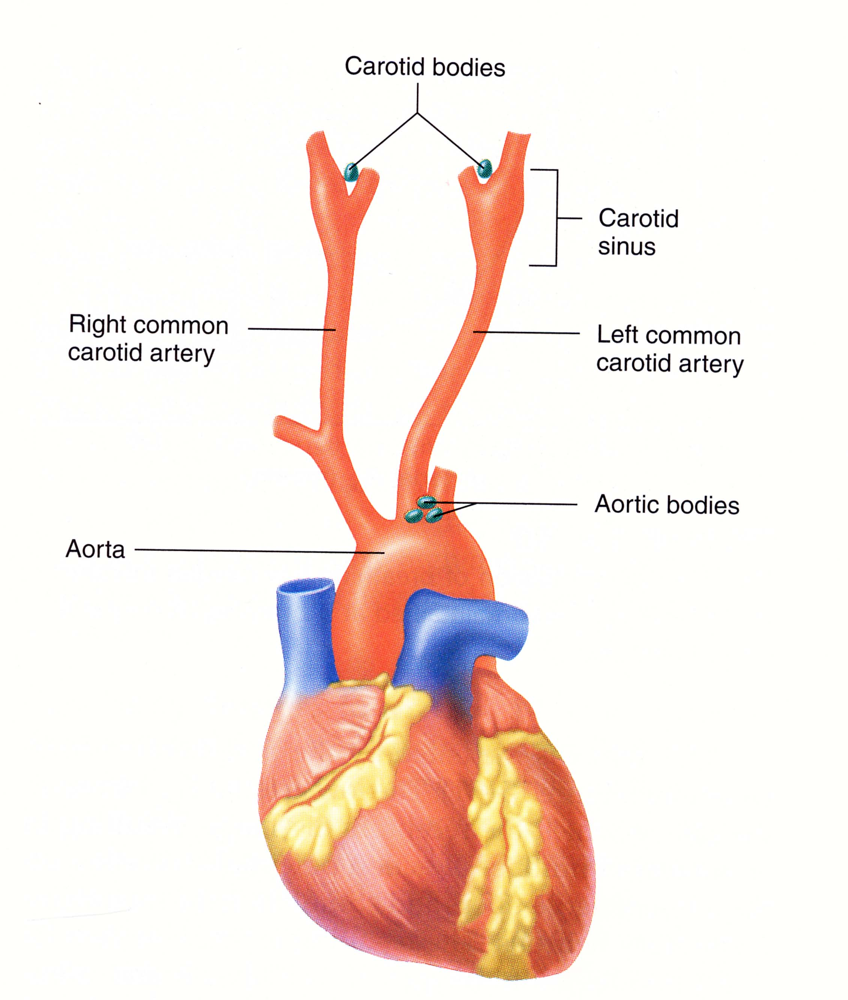 Carotid bodies
Carotid
sinus
Right common
carotid artery
Left common
carotid artery
Aortic bodies
Aorta